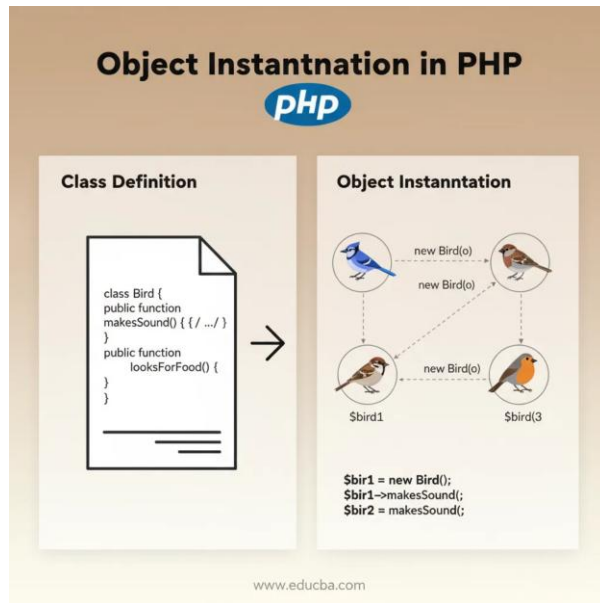 Object Instantnation in PHP
php
Class Definition
class Bird {
public function
makesSound() { {/ .../ }
}
public function
looksForFood() {
}
}
Object Instanntation
new Bird(o)
new Bird(o)
new Bird(o)
$bird1
$bird(3
$bir1 = new Bird();
$bir1->makesSound(;
$bir2 = makesSound(;
www.educba.com